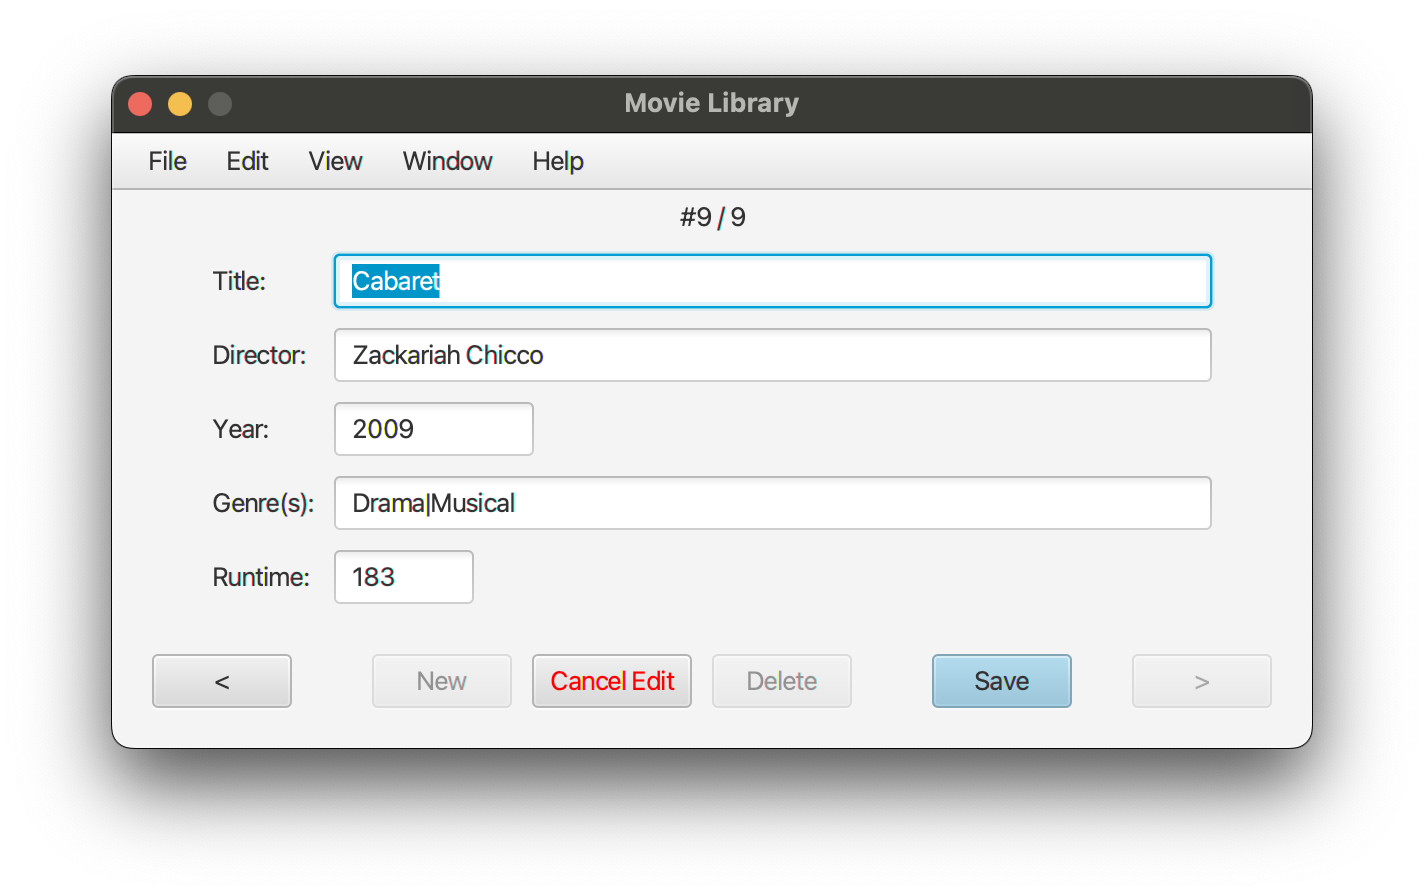 Movie Library
File Edit View Window Help
#9 / 9
Title: Cabaret
Director: Zackariah Chicco
Year: 2009
Genre(s): Drama|Musical
Runtime: 183
< New Cancel Edit Delete Save >